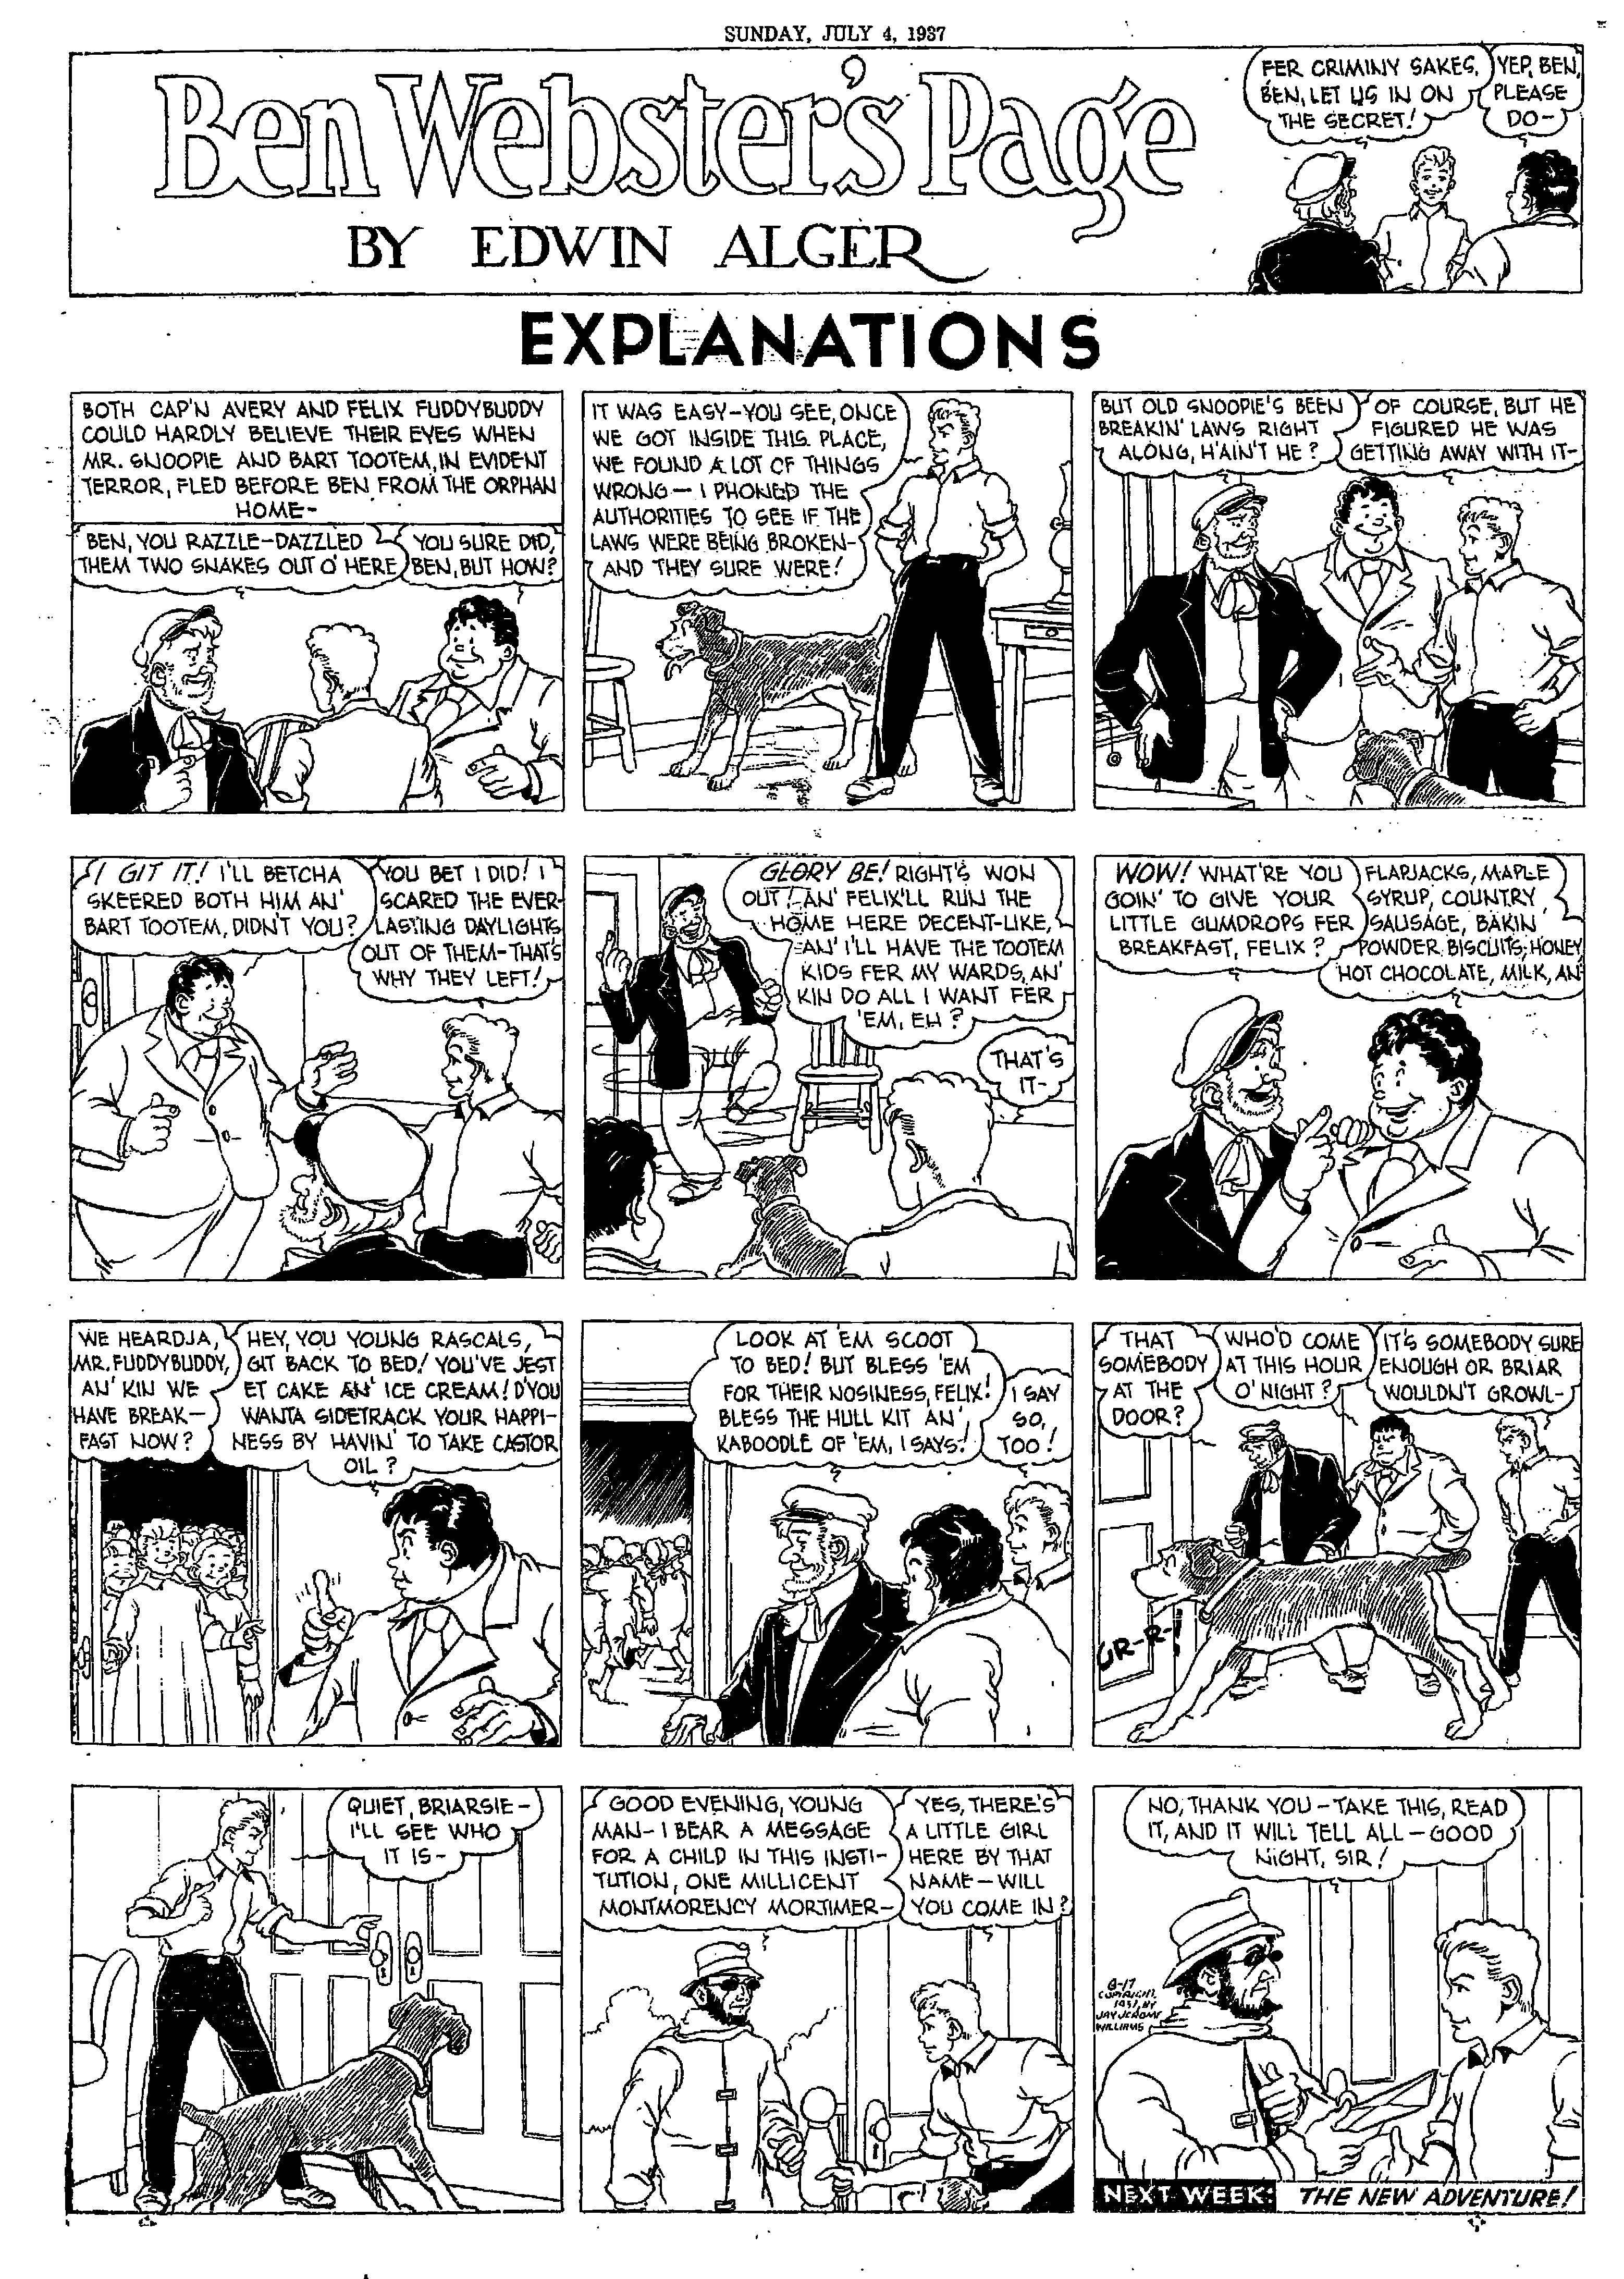 SUNDAY, JULY 4, 1937
Ben Webster's Page
BY EDWIN ALGER
FER CRIMINY SAKES,
BEN, LET US IN ON
THE SECRET!
YEP, BEN,
PLEASE
DO-
EXPLANATIONS
BOTH CAP'N AVERY AND FELIX FUDDYBUDDY
COULD HARDLY BELIEVE THEIR EYES WHEN
MR. SNOOPIE AND BART TOOTEM, IN EVIDENT
TERROR, FLED BEFORE BEN FROM THE ORPHAN
HOME-
BEN, YOU RAZZLE-DAZZLED
THEM TWO SNAKES OUT O' HERE
YOU SURE DID,
BEN, BUT HOW?
IT WAS EASY-YOU SEE, ONCE
WE GOT INSIDE THIS PLACE,
WE FOUND A LOT OF THINGS
WRONG- I PHONED THE
AUTHORITIES TO SEE IF THE
LAWS WERE BEING BROKEN-
AND THEY SURE WERE!
BUT OLD SNOOPIE'S BEEN
BREAKIN' LAWS RIGHT
ALONG, H'AIN'T HE?
OF COURSE, BUT HE
FIGURED HE WAS
GETTING AWAY WITH IT-
I GIT IT! I'LL BETCHA
SKEERED BOTH HIM AN'
BART TOOTEM, DIDN'T YOU?
YOU BET I DID! I
SCARED THE EVER-
LASTING DAYLIGHTS
OUT OF THEM-THAT'S
WHY THEY LEFT!
GLORY BE! RIGHT'S WON
OUT-AN' FELIX'LL RUN THE
HOME HERE DECENT-LIKE,
AN' I'LL HAVE THE TOOTEM
KIDS FER MY WARDS, AN'
KIN DO ALL I WANT FER
'EM, EH?
THAT'S
IT-
WOW! WHAT'RE YOU
GOIN' TO GIVE YOUR
LITTLE GUMDROPS FER
BREAKFAST, FELIX?
FLAPJACKS, MAPLE
SYRUP, COUNTRY
SAUSAGE, BAKIN'
POWDER BISCUITS, HONEY,
HOT CHOCOLATE, MILK, AN'
WE HEARDJA,
MR. FUDDYBUDDY,
AN' KIN WE
HAVE BREAK-
FAST NOW?
HEY, YOU YOUNG RASCALS,
GIT BACK TO BED! YOU'VE JEST
ET CAKE AN' ICE CREAM! D'YOU
WANTA SIDETRACK YOUR HAPPI-
NESS BY HAVIN' TO TAKE CASTOR
OIL?
LOOK AT 'EM SCOOT
TO BED! BUT BLESS 'EM
FOR THEIR NOSINESS, FELIX!
BLESS THE HULL KIT AN'
KABOODLE OF 'EM, I SAYS!
I SAY
SO,
TOO!
THAT
SOMEBODY
AT THE
DOOR?
WHO'D COME
AT THIS HOUR
O' NIGHT?
IT'S SOMEBODY SURE
ENOUGH OR BRIAR
WOULDN'T GROWL-
GR-R-R-!
QUIET, BRIARSIE-
I'LL SEE WHO
IT IS-
GOOD EVENING, YOUNG
MAN- I BEAR A MESSAGE
FOR A CHILD IN THIS INSTI-
TUTION, ONE MILLICENT
MONTMORENCY MORTIMER-
YES, THERE'S
A LITTLE GIRL
HERE BY THAT
NAME-WILL
YOU COME IN?
NO, THANK YOU-TAKE THIS, READ
IT, AND IT WILL TELL ALL-GOOD
NIGHT, SIR!
COPYRIGHT,
BY
JAY JEROME
WILLIAMS
NEXT WEEK: THE NEW ADVENTURE!